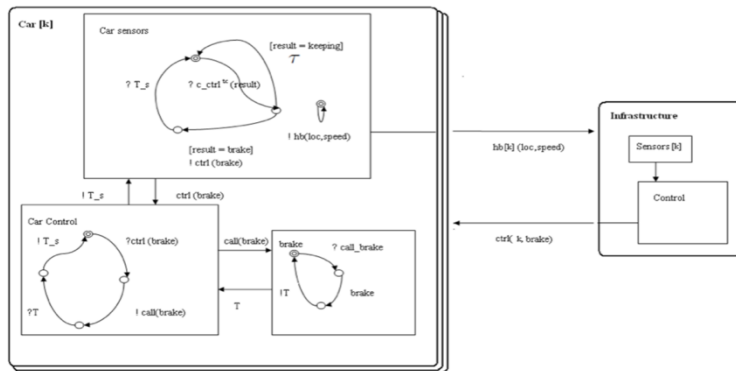 Car [k]
Car sensors
[result = keeping]
τ
? T_s
? c_ctrl tc (result)
! hb(loc,speed)
[result = brake]
! ctrl (brake)
! T_s
ctrl (brake)
Car Control
! T_s
?ctrl (brake)
?T
! call(brake)
call(brake)
T
brake
? call_brake
!T
brake
hb[k] (loc,speed)
ctrl( k, brake)
Infrastructure
Sensors [k]
Control